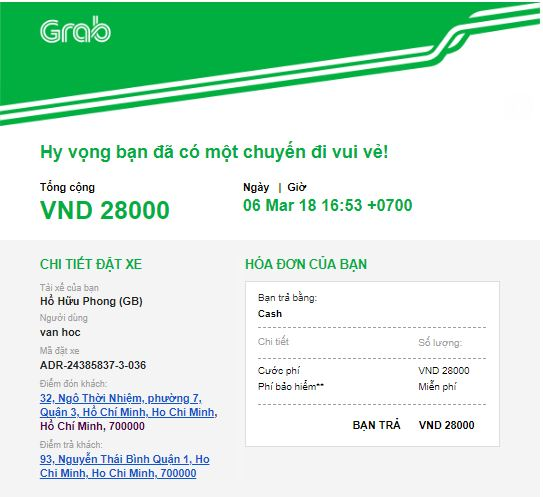 Grab
Hy vọng bạn đã có một chuyến đi vui vẻ!
Tổng cộng
VND 28000
Ngày | Giờ
06 Mar 18 16:53 +0700
CHI TIẾT ĐẶT XE
Tài xế của bạn
Hồ Hữu Phong (GB)
Người dùng
van hoc
Mã đặt xe
ADR-24385837-3-036
Điểm đón khách:
32, Ngô Thời Nhiệm, phường 7,
Quận 3, Hồ Chí Minh, Ho Chi Minh,
Hồ Chí Minh, 700000
Điểm trả khách:
93, Nguyễn Thái Bình Quận 1, Ho
Chi Minh, Ho Chi Minh, 700000
HÓA ĐƠN CỦA BẠN
Bạn trả bằng:
Cash
Chi tiết Số lượng:
Cước phí VND 28000
Phí bảo hiểm** Miễn phí
BẠN TRẢ VND 28000